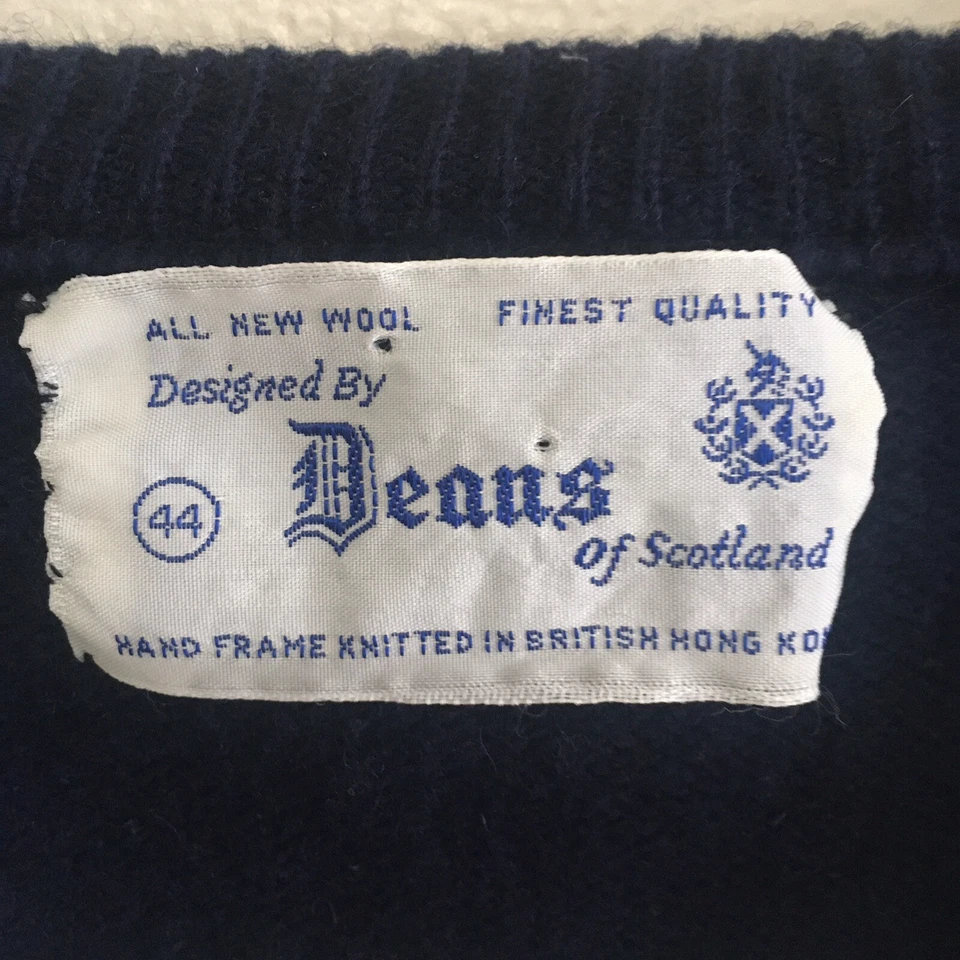 ALL NEW WOOL FINEST QUALITY
Designed By
Deans
44
of Scotland
HAND FRAME KNITTED IN BRITISH HONG KO